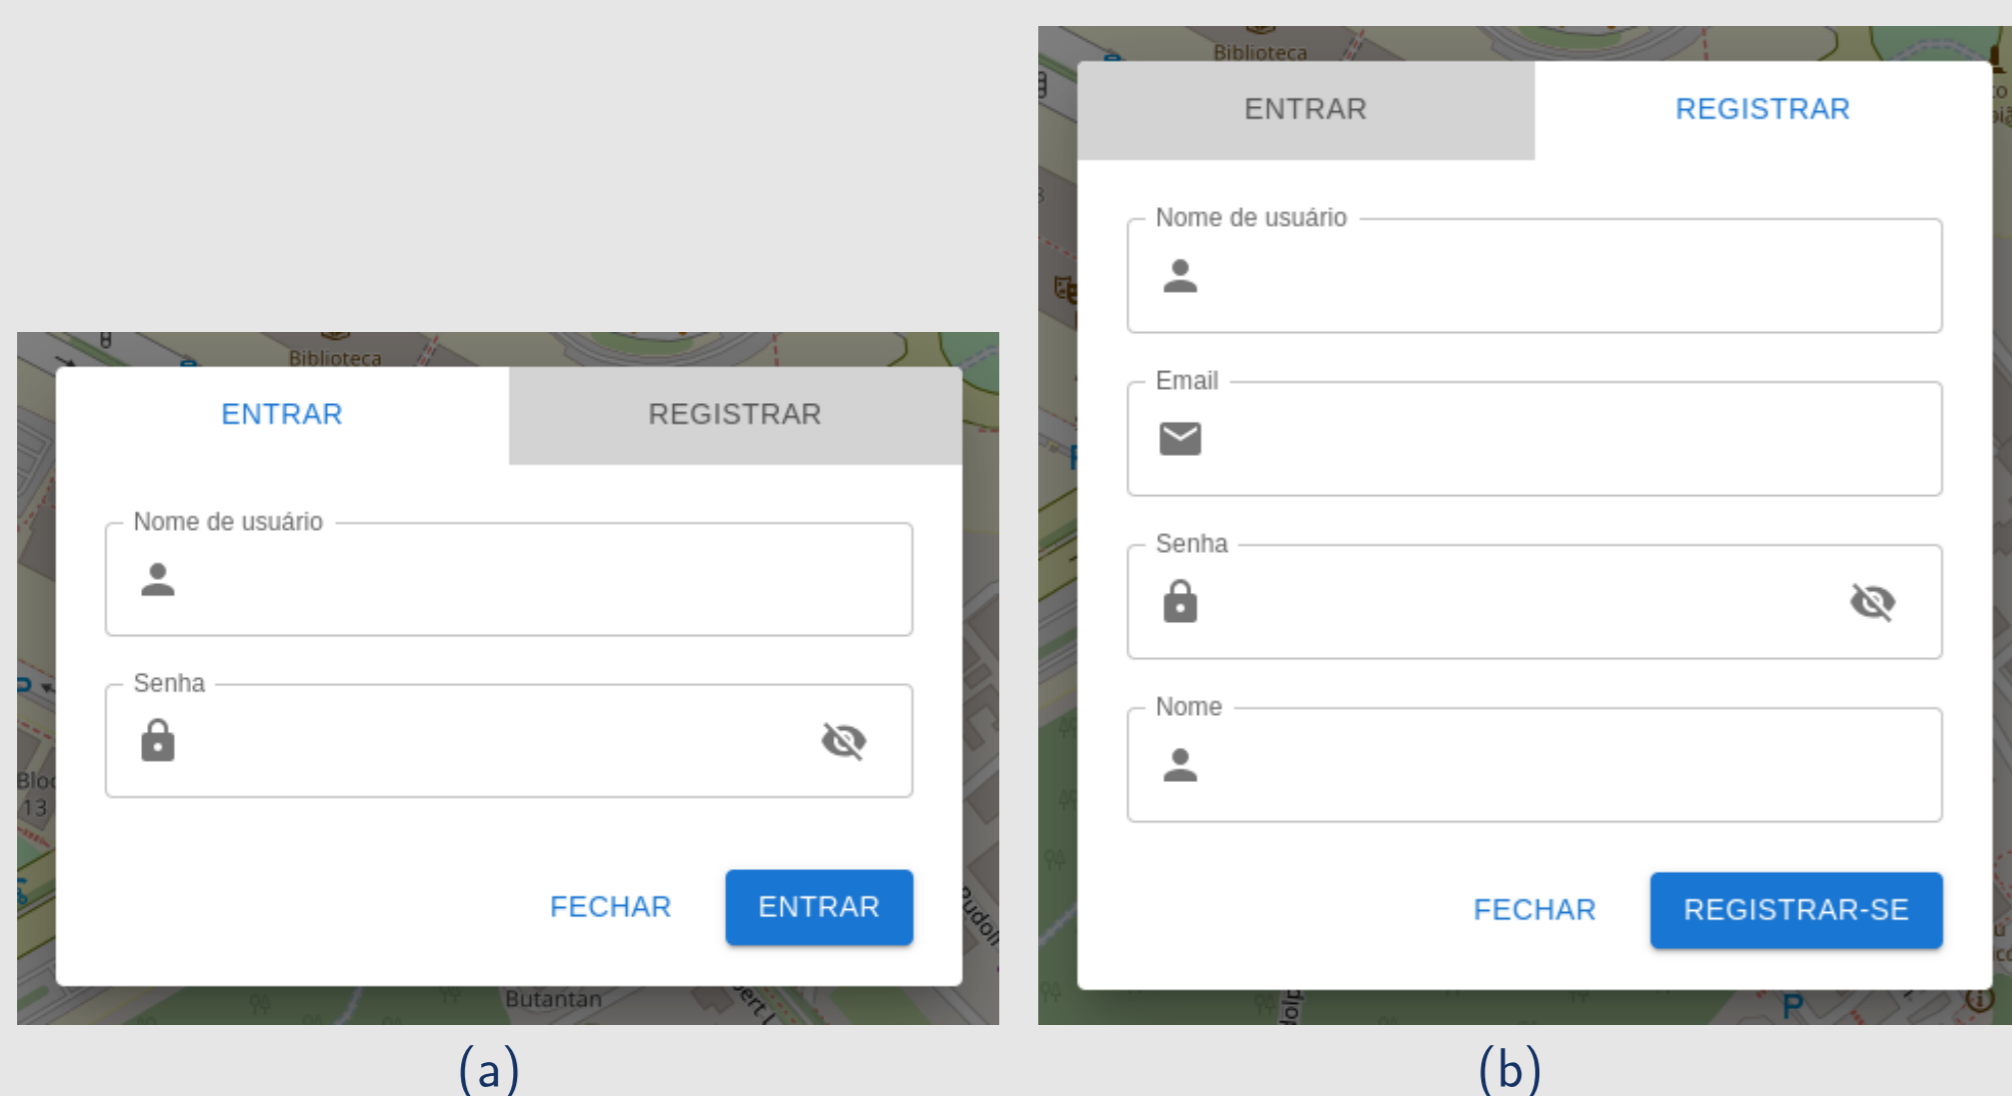 Biblioteca
ENTRAR REGISTRAR
Nome de usuário
Senha
13
FECHAR ENTRAR
Butantan
(a)
Biblioteca
ENTRAR REGISTRAR
Nome de usuário
Email
Senha
Nome
FECHAR REGISTRAR-SE
P
(b)